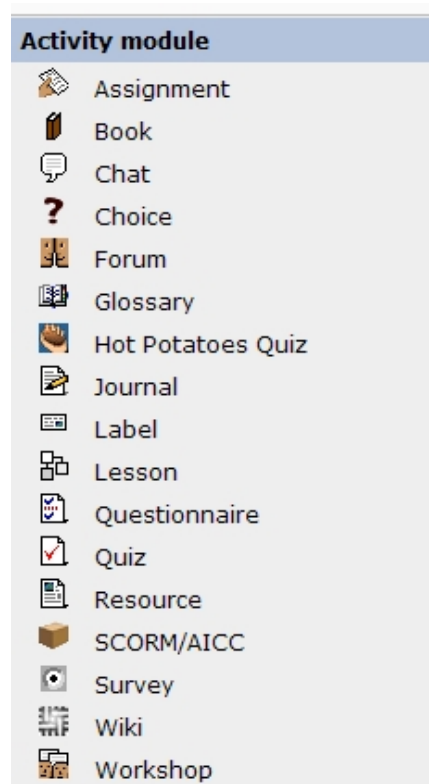 Activity module
Assignment
Book
Chat
Choice
Forum
Glossary
Hot Potatoes Quiz
Journal
Label
Lesson
Questionnaire
Quiz
Resource
SCORM/AICC
Survey
Wiki
Workshop